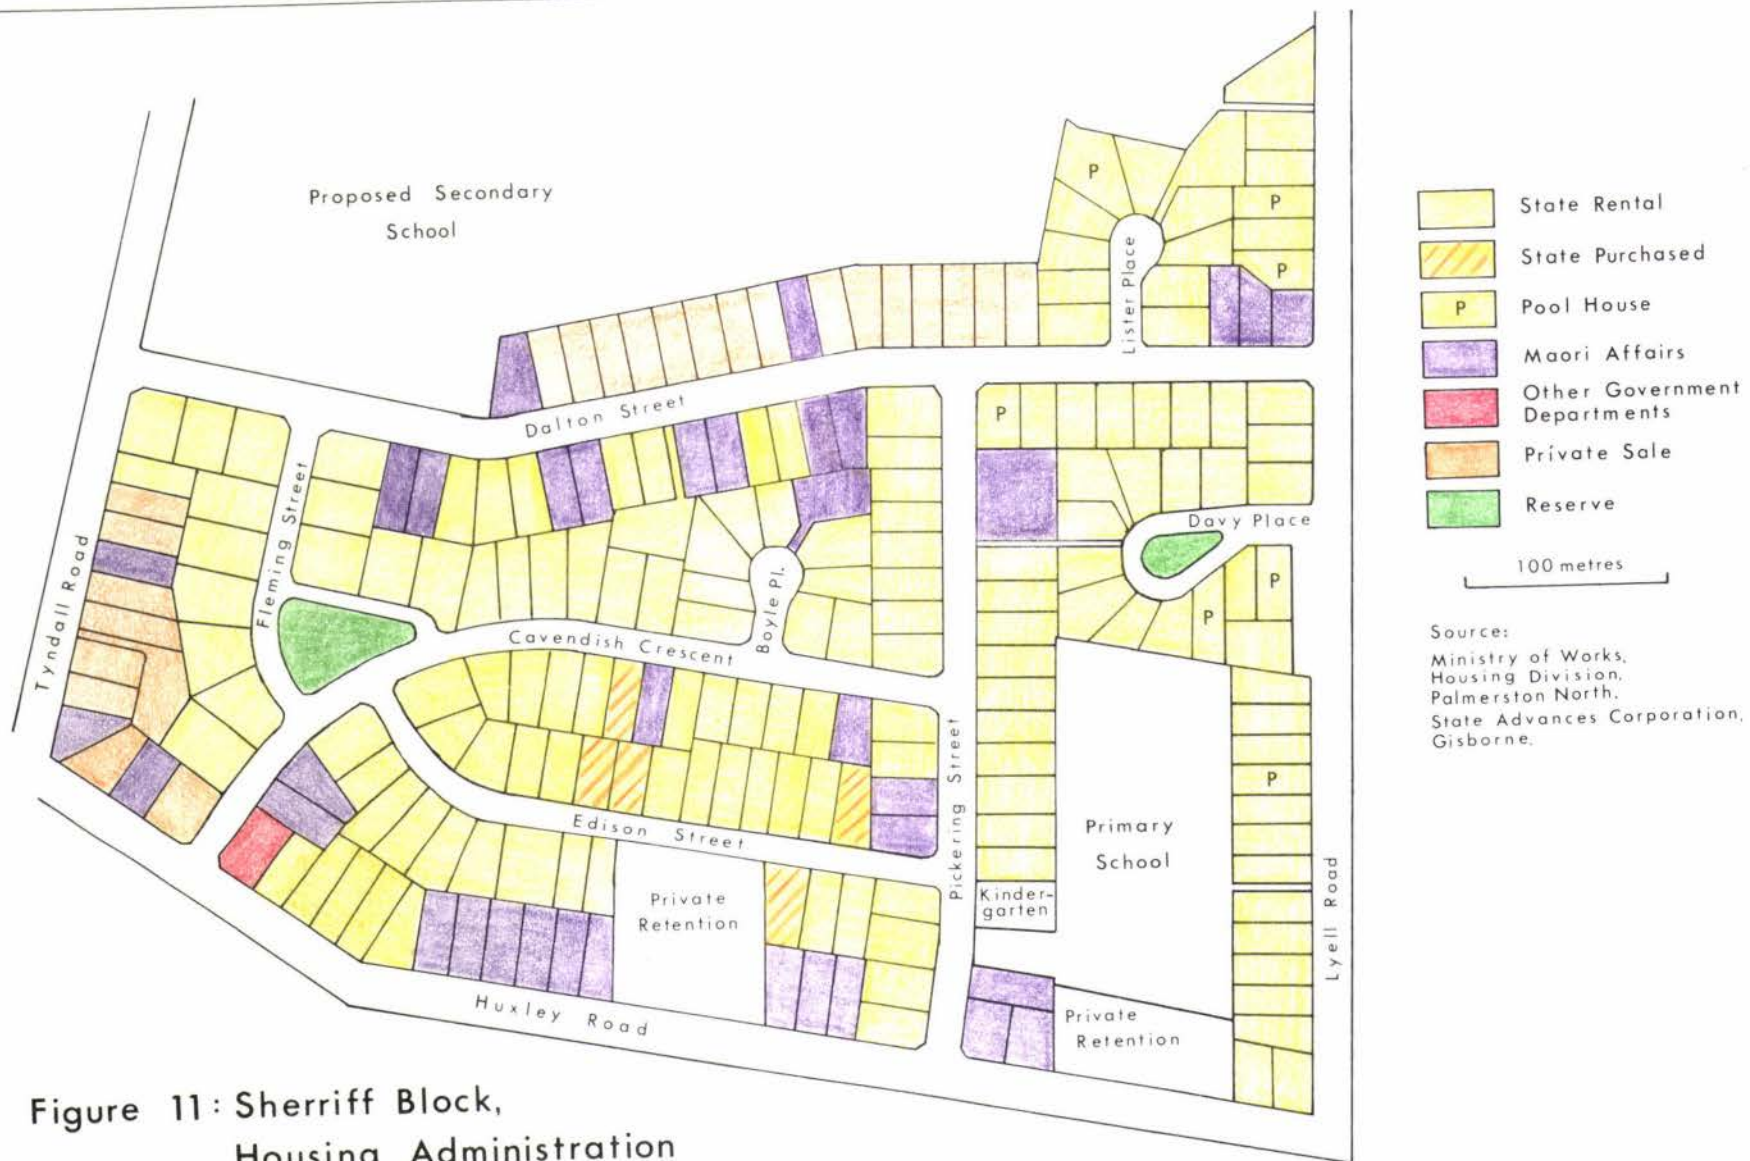 Proposed Secondary
School
P
P
P
Lister Place
Dalton Street
P
Fleming Street
Tyndall Road
Davy Place
Boyle Pl.
Cavendish Crescent
P
P
Pickering Street
Edison Street
P
Primary
School
Private
Retention
Kinder-
garten
Lyell Road
Huxley Road
Private
Retention
State Rental
State Purchased
P Pool House
Maori Affairs
Other Government
Departments
Private Sale
Reserve
100 metres
Source:
Ministry of Works,
Housing Division,
Palmerston North.
State Advances Corporation,
Gisborne.
Figure 11: Sherriff Block,
Housing Administration